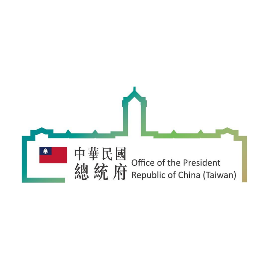 中華民國
總統府
Office of the President
Republic of China (Taiwan)